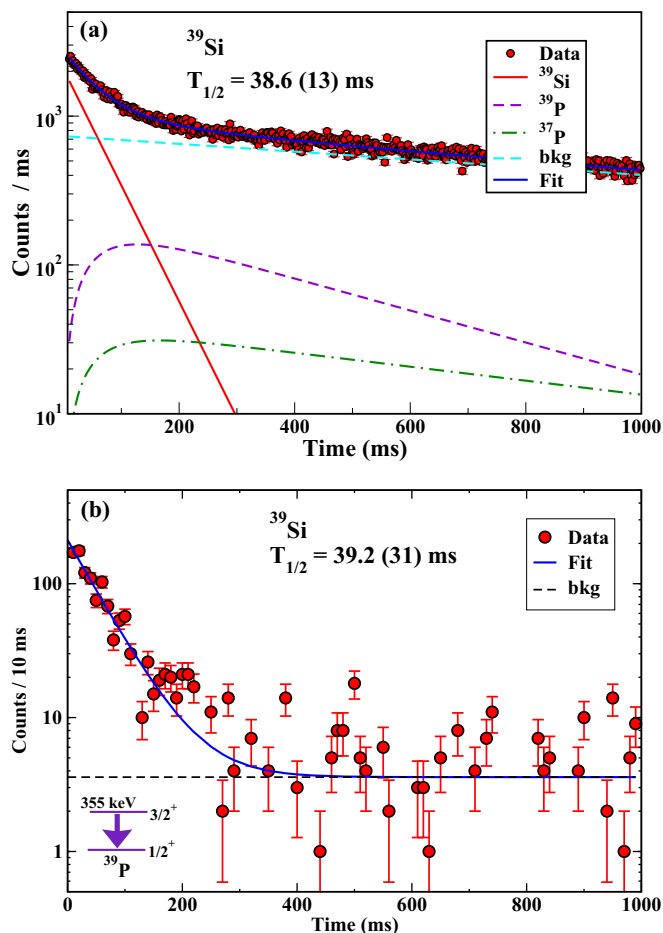 (a)
³⁹Si
T₁/₂ = 38.6 (13) ms
Data
³⁹Si
³⁹P
³⁷P
bkg
Fit
Counts / ms
10³
10²
10¹
200
400
600
800
1000
Time (ms)
(b)
³⁹Si
T₁/₂ = 39.2 (31) ms
Data
Fit
bkg
Counts / 10 ms
100
10
1
355 keV
3/2⁺
1/2⁺
³⁹P
0
200
400
600
800
1000
Time (ms)